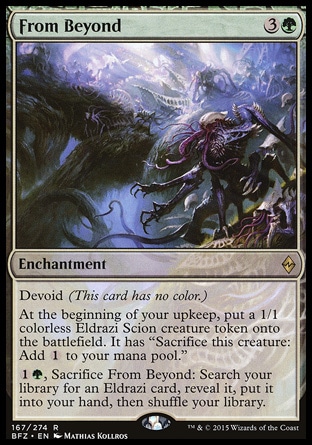 From Beyond 3
Enchantment
Devoid (This card has no color.)
At the beginning of your upkeep, put a 1/1
colorless Eldrazi Scion creature token onto
the battlefield. It has “Sacrifice this creature:
Add 1 to your mana pool.”
1 , Sacrifice From Beyond: Search your
library for an Eldrazi card, reveal it, put it
into your hand, then shuffle your library.
167/274 R
BFZ • EN Mathias Kollros ™ & © 2015 Wizards of the Coast